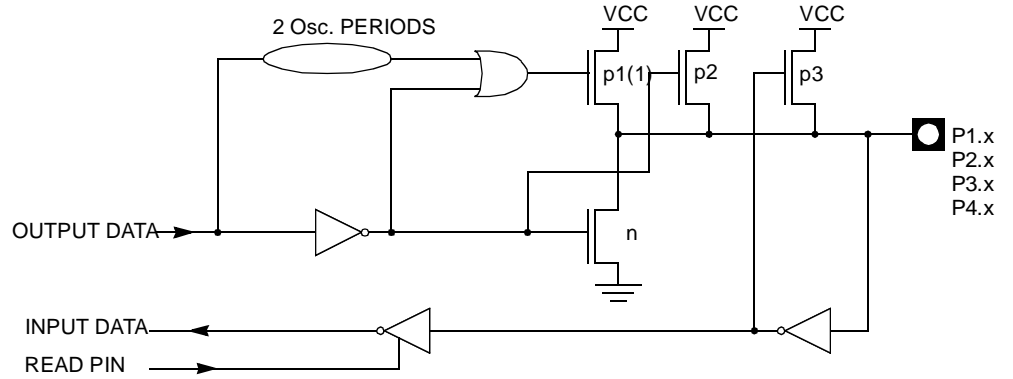 2 Osc. PERIODS
VCC
VCC
VCC
p1(1)
p2
p3
P1.x
P2.x
P3.x
P4.x
OUTPUT DATA
n
INPUT DATA
READ PIN